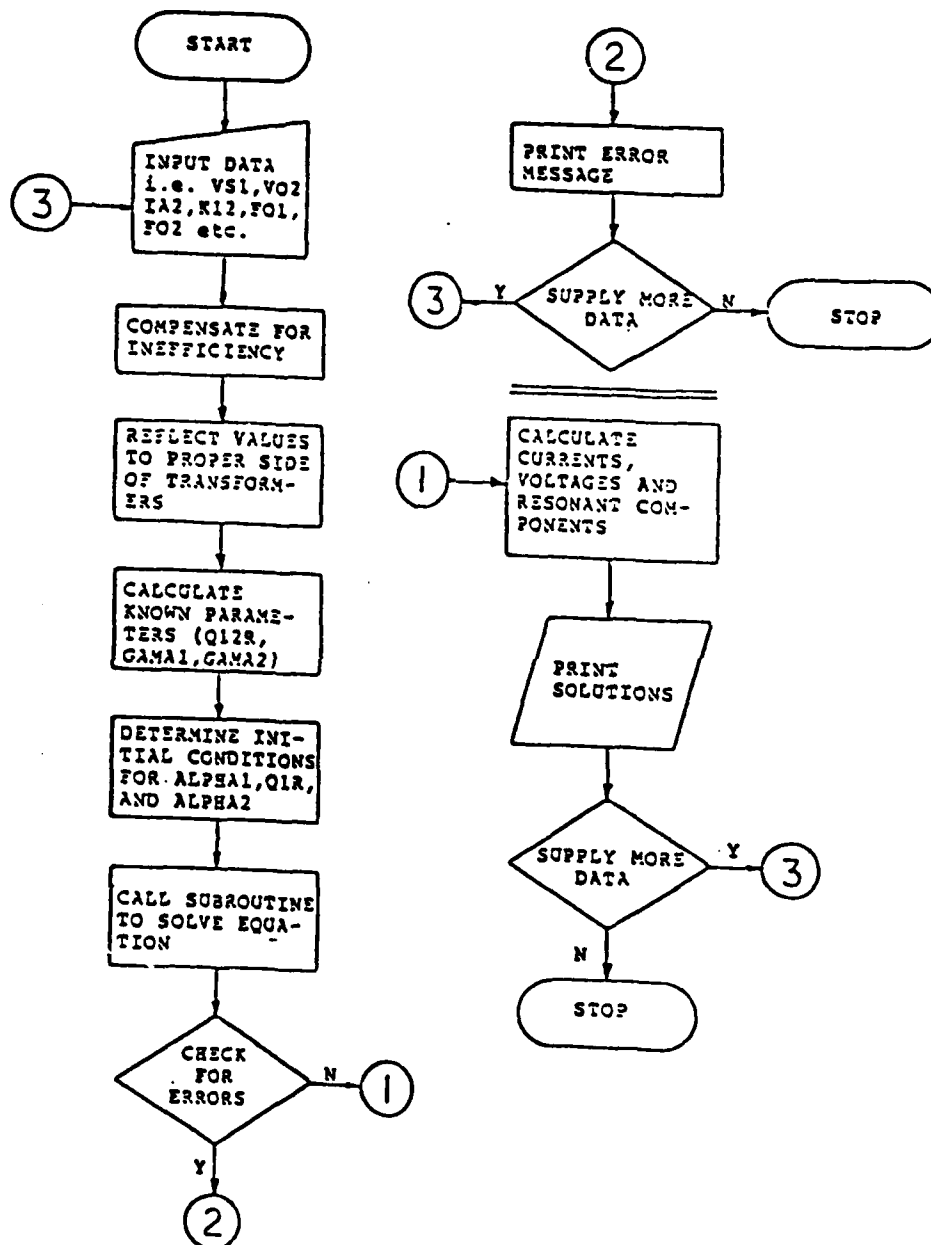 START
3
INPUT DATA
i.e. VS1,VO2
IA2,K12,FO1,
FO2 etc.
COMPENSATE FOR
INEFFICIENCY
REFLECT VALUES
TO PROPER SIDE
OF TRANSFORM-
ERS
CALCULATE
KNOWN PARAME-
TERS (Q12R,
GAMA1,GAMA2)
DETERMINE INI-
TIAL CONDITIONS
FOR ALPHA1,Q1R,
AND ALPHA2
CALL SUBROUTINE
TO SOLVE EQUA-
TION
CHECK
FOR
ERRORS
N
1
Y
2
2
PRINT ERROR
MESSAGE
3
Y
SUPPLY MORE
DATA
N
STOP
1
CALCULATE
CURRENTS,
VOLTAGES AND
RESONANT COM-
PONENTS
PRINT
SOLUTIONS
SUPPLY MORE
DATA
Y
3
N
STOP